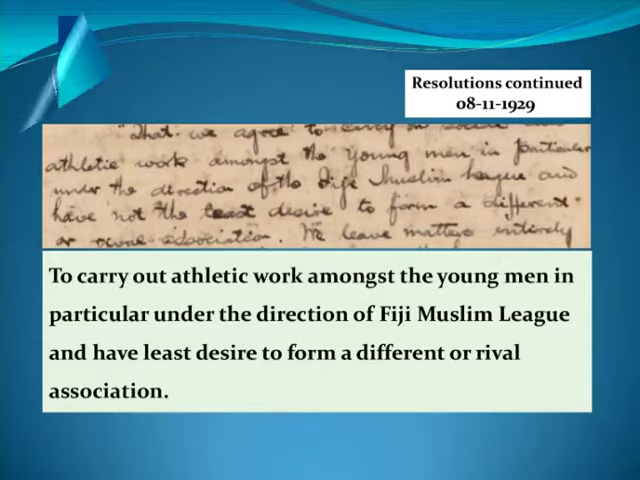 Resolutions continued
08-11-1929
"That we agree to carry on social and
athletic work amongst the young men in particular
under the direction of the Fiji Muslim League and
have not the least desire to form a different
or rival association. We leave matters entirely
To carry out athletic work amongst the young men in
particular under the direction of Fiji Muslim League
and have least desire to form a different or rival
association.